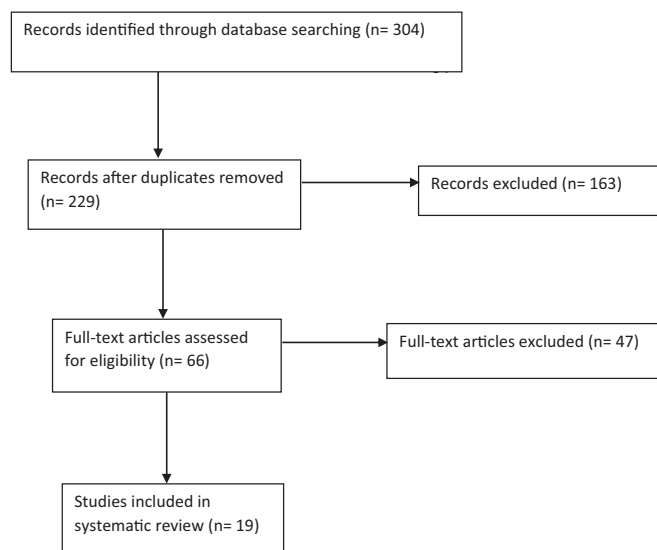 Records identified through database searching (n= 304)
Records after duplicates removed
(n= 229)
Records excluded (n= 163)
Full-text articles assessed
for eligibility (n= 66)
Full-text articles excluded (n= 47)
Studies included in
systematic review (n= 19)